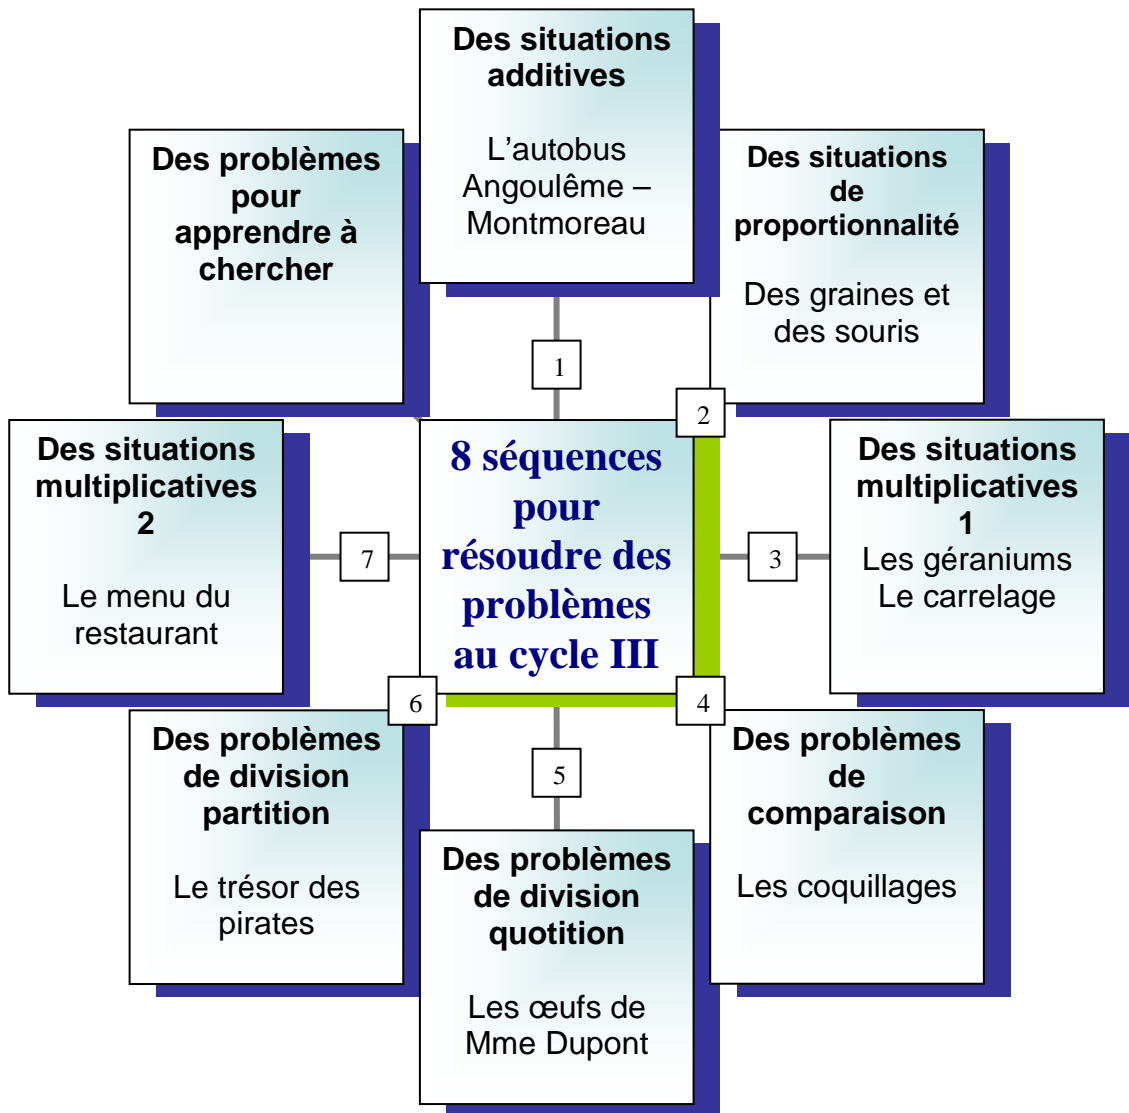 Des situations
additives
L'autobus
Angoulême –
Montmoreau
Des problèmes
pour
apprendre à
chercher
Des situations
de
proportionnalité
Des graines et
des souris
1
2
8 séquences
pour
résoudre des
problèmes
au cycle III
Des situations
multiplicatives
2
Le menu du
restaurant
7
3
Des situations
multiplicatives
1
Les géraniums
Le carrelage
6
4
5
Des problèmes
de division
partition
Le trésor des
pirates
Des problèmes
de division
quotition
Les œufs de
Mme Dupont
Des problèmes
de
comparaison
Les coquillages